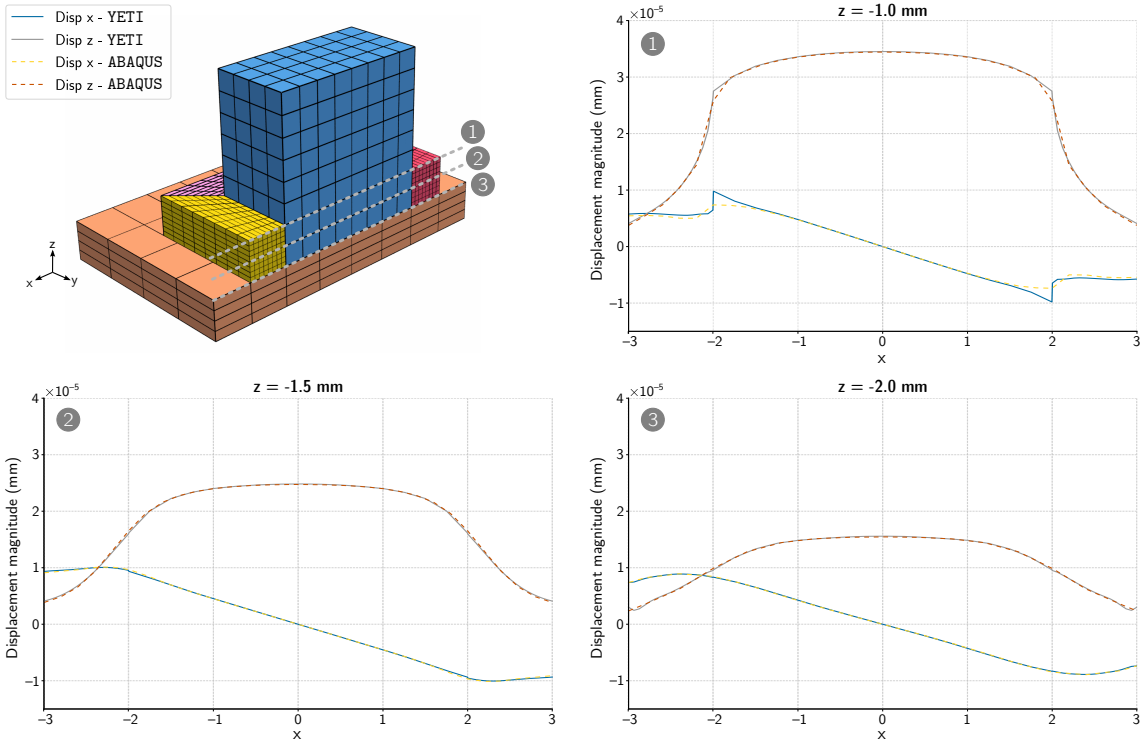 Disp x - YETI
Disp z - YETI
Disp x - ABAQUS
Disp z - ABAQUS
1
2
3
z
x
y
z = -1.0 mm
×10⁻⁵
1
4
3
2
1
0
−1
Displacement magnitude (mm)
−3 −2 −1 0 1 2 3
x
z = -1.5 mm
×10⁻⁵
2
4
3
2
1
0
−1
Displacement magnitude (mm)
−3 −2 −1 0 1 2 3
x
z = -2.0 mm
×10⁻⁵
3
4
3
2
1
0
−1
Displacement magnitude (mm)
−3 −2 −1 0 1 2 3
x